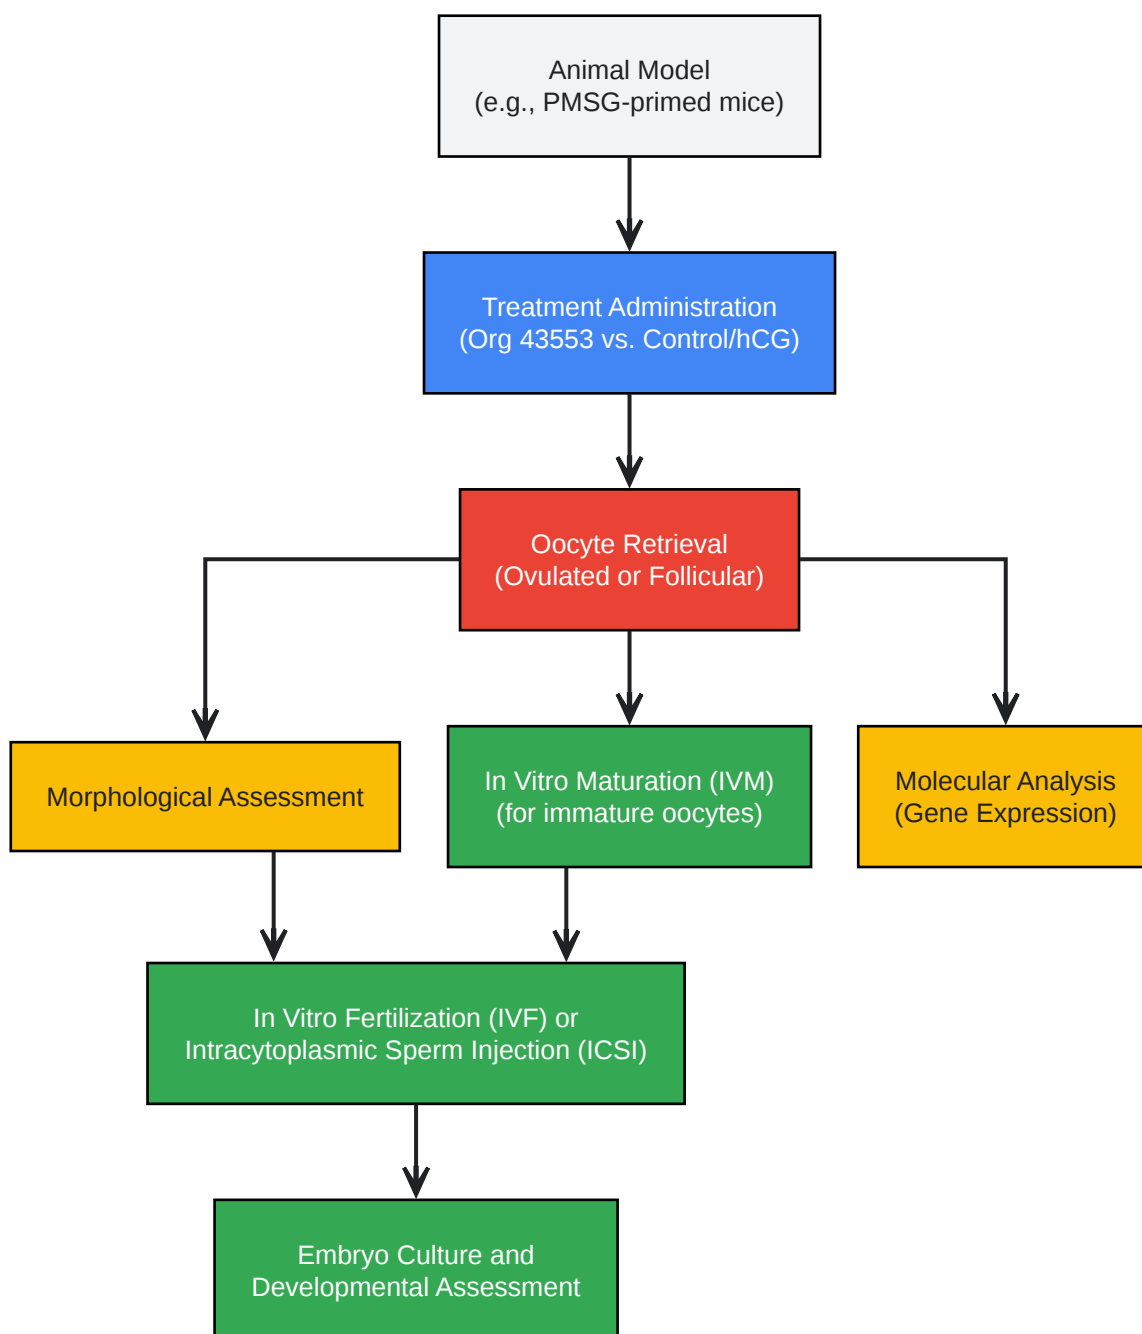 Animal Model
(e.g., PMSG-primed mice)
Treatment Administration
(Org 43553 vs. Control/hCG)
Oocyte Retrieval
(Ovulated or Follicular)
Morphological Assessment
In Vitro Maturation (IVM)
(for immature oocytes)
Molecular Analysis
(Gene Expression)
In Vitro Fertilization (IVF) or
Intracytoplasmic Sperm Injection (ICSI)
Embryo Culture and
Developmental Assessment